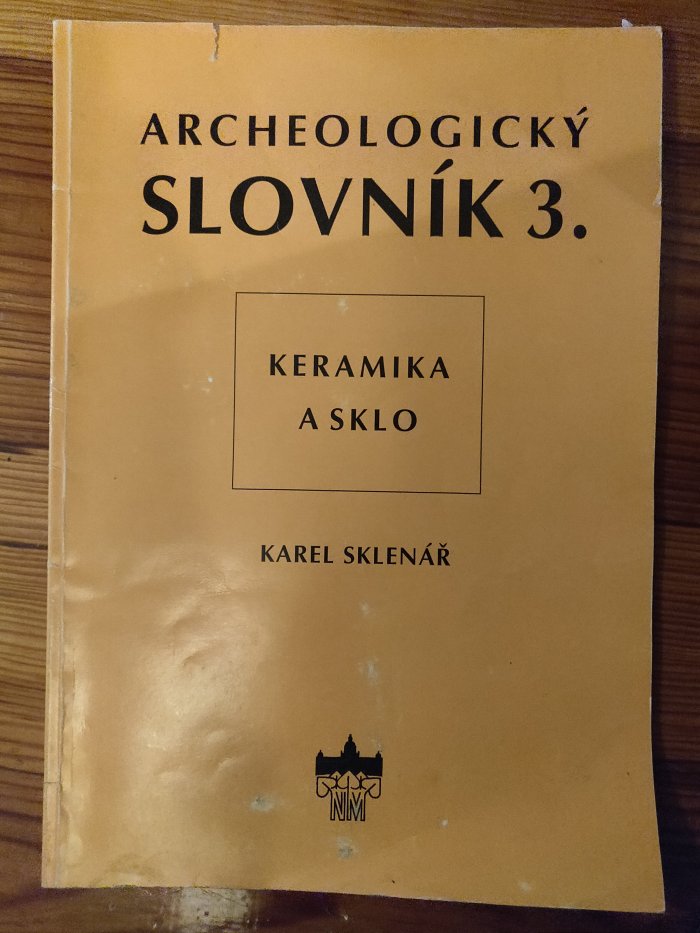 ARCHEOLOGICKÝ
SLOVNÍK 3.
KERAMIKA
A SKLO
KAREL SKLENÁŘ
NM